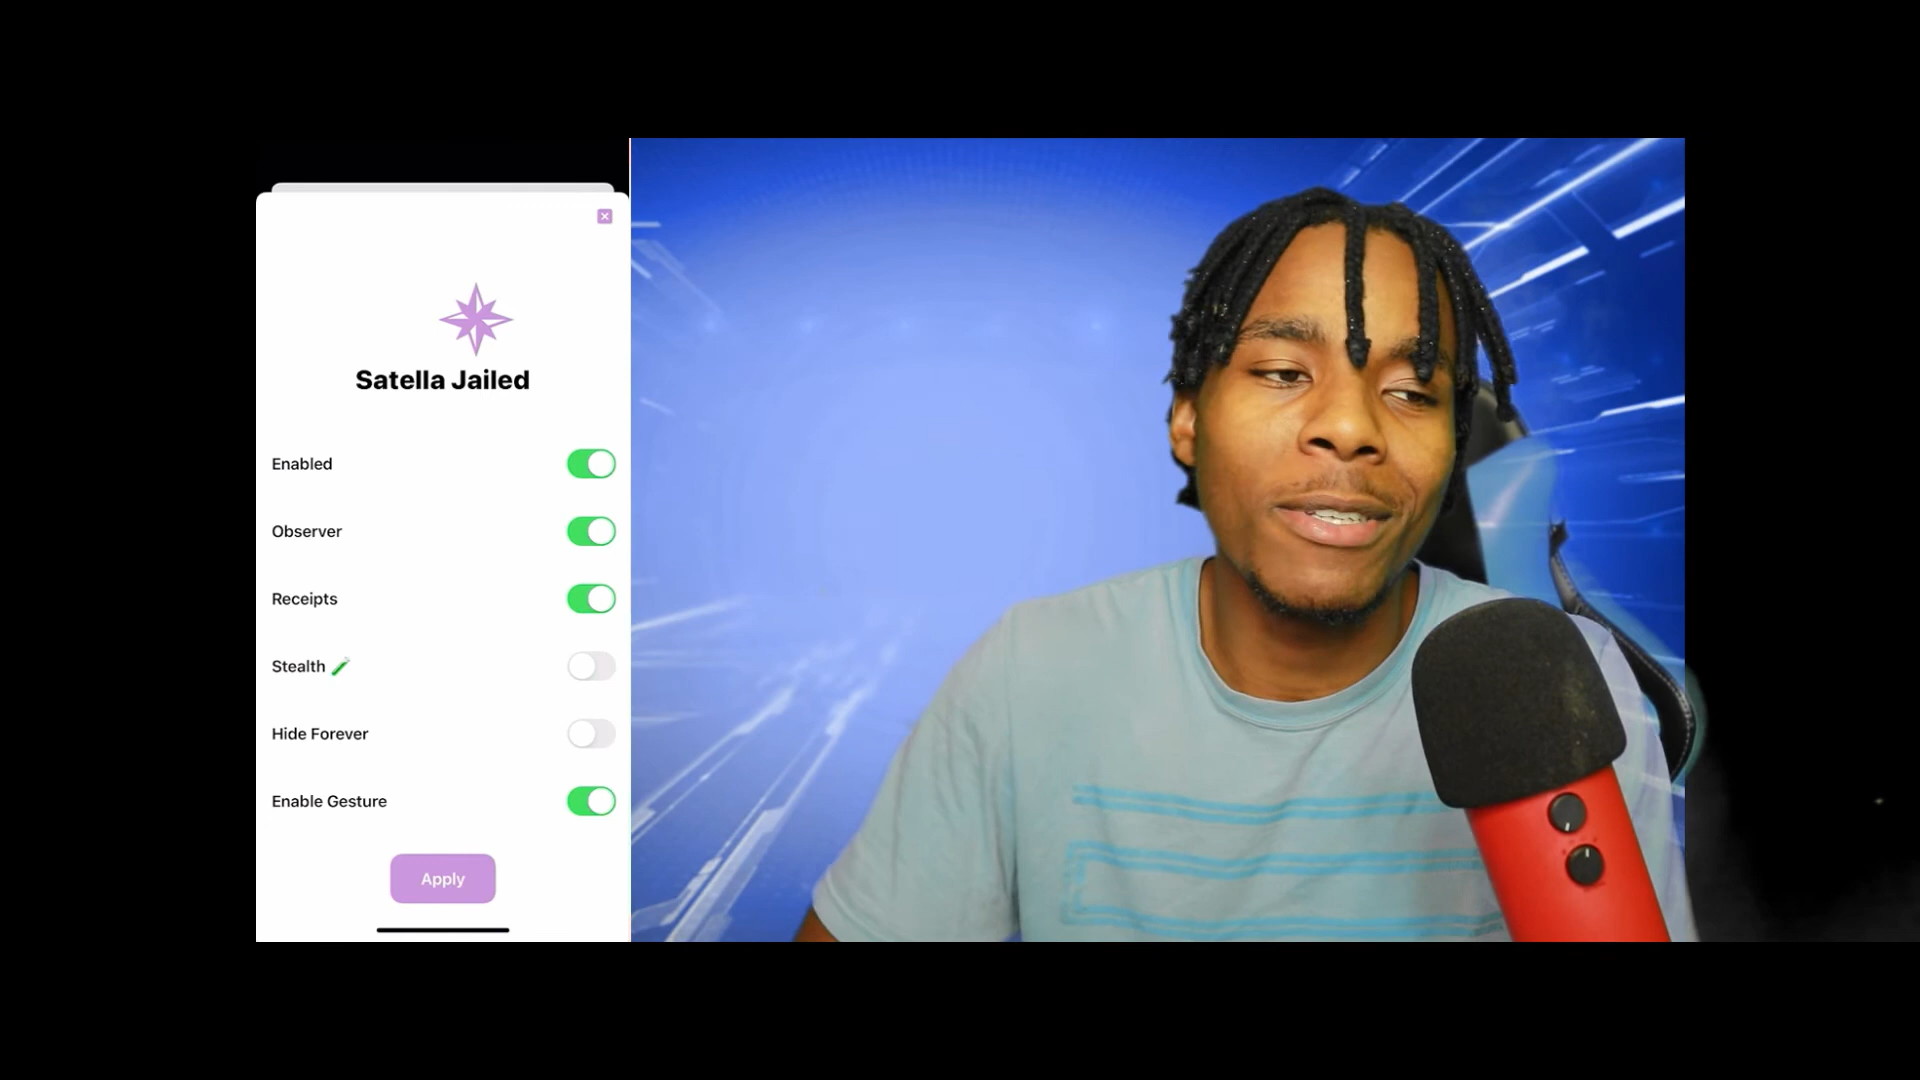 Satella Jailed
Enabled
Observer
Receipts
Stealth
Hide Forever
Enable Gesture
Apply